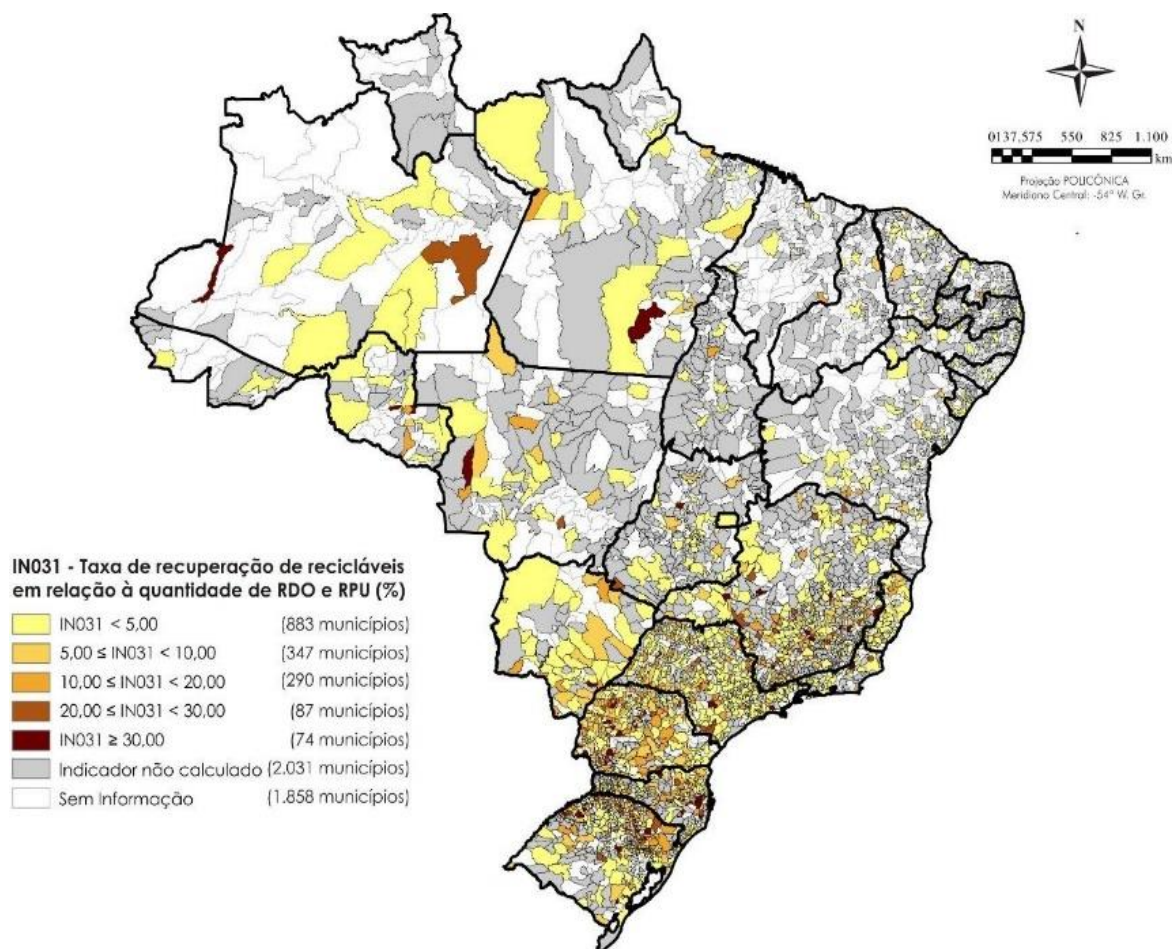 N
0137,575 550 825 1.100
km
Projeção POLICÔNICA
Meridiano Central: -54º W. Gr.
IN031 - Taxa de recuperação de recicláveis
em relação à quantidade de RDO e RPU (%)
IN031 < 5,00 (883 municípios)
5,00 ≤ IN031 < 10,00 (347 municípios)
10,00 ≤ IN031 < 20,00 (290 municípios)
20,00 ≤ IN031 < 30,00 (87 municípios)
IN031 ≥ 30,00 (74 municípios)
Indicador não calculado (2.031 municípios)
Sem Informação (1.858 municípios)